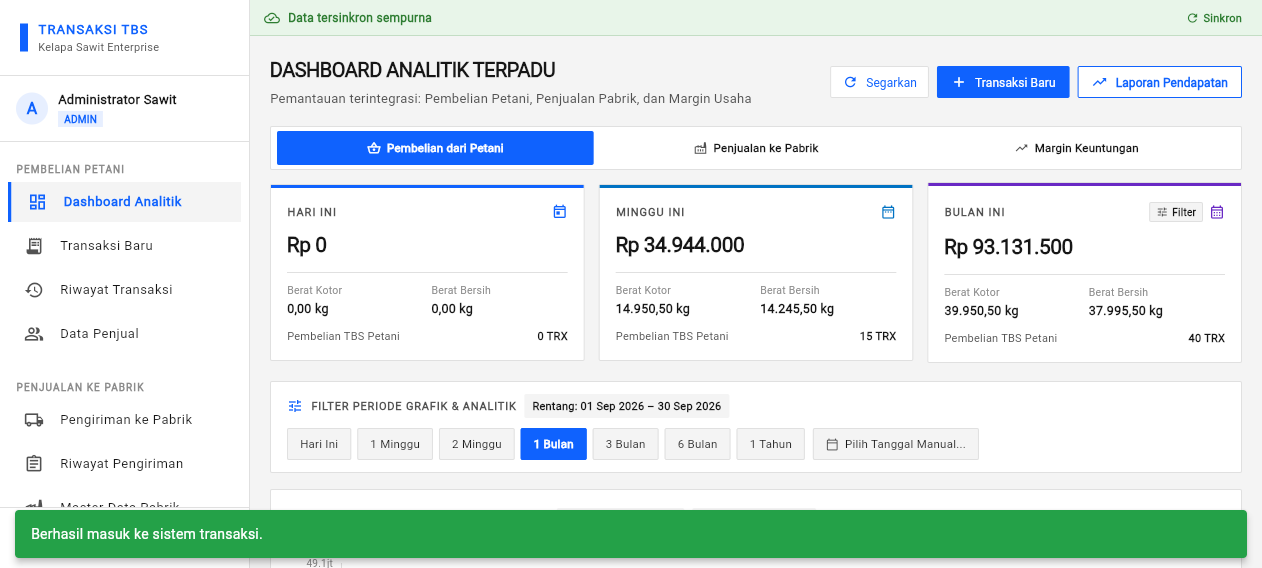 TRANSAKSI TBS
Kelapa Sawit Enterprise
A
Administrator Sawit
ADMIN
PEMBELIAN PETANI
Dashboard Analitik
Transaksi Baru
Riwayat Transaksi
Data Penjual
PENJUALAN KE PABRIK
Pengiriman ke Pabrik
Riwayat Pengiriman
Master Data Pabrik
Data tersinkron sempurna
Sinkron
DASHBOARD ANALITIK TERPADU
Pemantauan terintegrasi: Pembelian Petani, Penjualan Pabrik, dan Margin Usaha
Segarkan
Transaksi Baru
Laporan Pendapatan
Pembelian dari Petani
Penjualan ke Pabrik
Margin Keuntungan
HARI INI
Rp 0
Berat Kotor
Berat Bersih
0,00 kg
0,00 kg
Pembelian TBS Petani
0 TRX
MINGGU INI
Rp 34.944.000
Berat Kotor
Berat Bersih
14.950,50 kg
14.245,50 kg
Pembelian TBS Petani
15 TRX
BULAN INI
Filter
Rp 93.131.500
Berat Kotor
Berat Bersih
39.950,50 kg
37.995,50 kg
Pembelian TBS Petani
40 TRX
FILTER PERIODE GRAFIK & ANALITIK
Rentang: 01 Sep 2026 – 30 Sep 2026
Hari Ini
1 Minggu
2 Minggu
1 Bulan
3 Bulan
6 Bulan
1 Tahun
Pilih Tanggal Manual...
Berhasil masuk ke sistem transaksi.
49.1jt